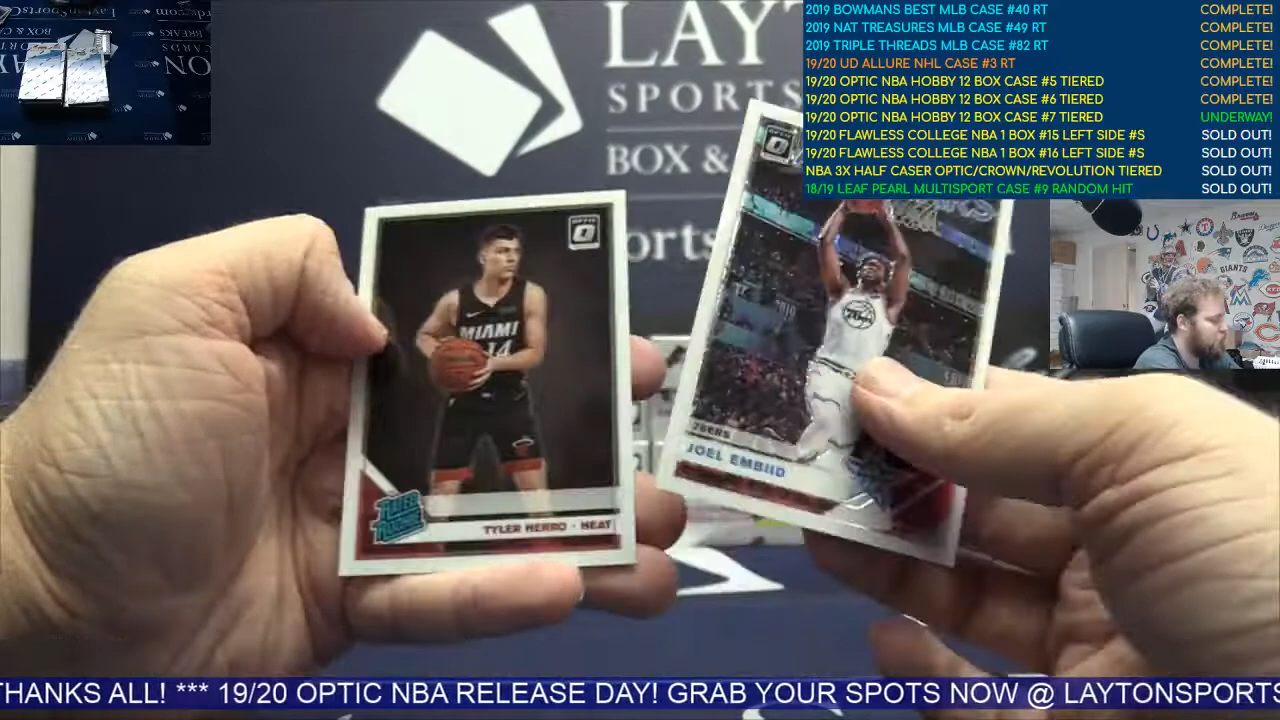 LAY
SPORTS
BOX &
orts
2019 BOWMANS BEST MLB CASE #40 RT COMPLETE!
2019 NAT TREASURES MLB CASE #49 RT COMPLETE!
2019 TRIPLE THREADS MLB CASE #82 RT COMPLETE!
19/20 UD ALLURE NHL CASE #3 RT COMPLETE!
19/20 OPTIC NBA HOBBY 12 BOX CASE #5 TIERED COMPLETE!
19/20 OPTIC NBA HOBBY 12 BOX CASE #6 TIERED COMPLETE!
19/20 OPTIC NBA HOBBY 12 BOX CASE #7 TIERED UNDERWAY!
19/20 FLAWLESS COLLEGE NBA 1 BOX #15 LEFT SIDE #S SOLD OUT!
19/20 FLAWLESS COLLEGE NBA 1 BOX #16 LEFT SIDE #S SOLD OUT!
NBA 3X HALF CASER OPTIC/CROWN/REVOLUTION TIERED SOLD OUT!
18/19 LEAF PEARL MULTISPORT CASE #9 RANDOM HIT SOLD OUT!
OPTIC
MIAMI
14
RATED
ROOKIE
TYLER HERRO - HEAT
76ERS
JOEL EMBIID
GIANTS
Braves
THANKS ALL! *** 19/20 OPTIC NBA RELEASE DAY! GRAB YOUR SPOTS NOW @ LAYTONSPORTS